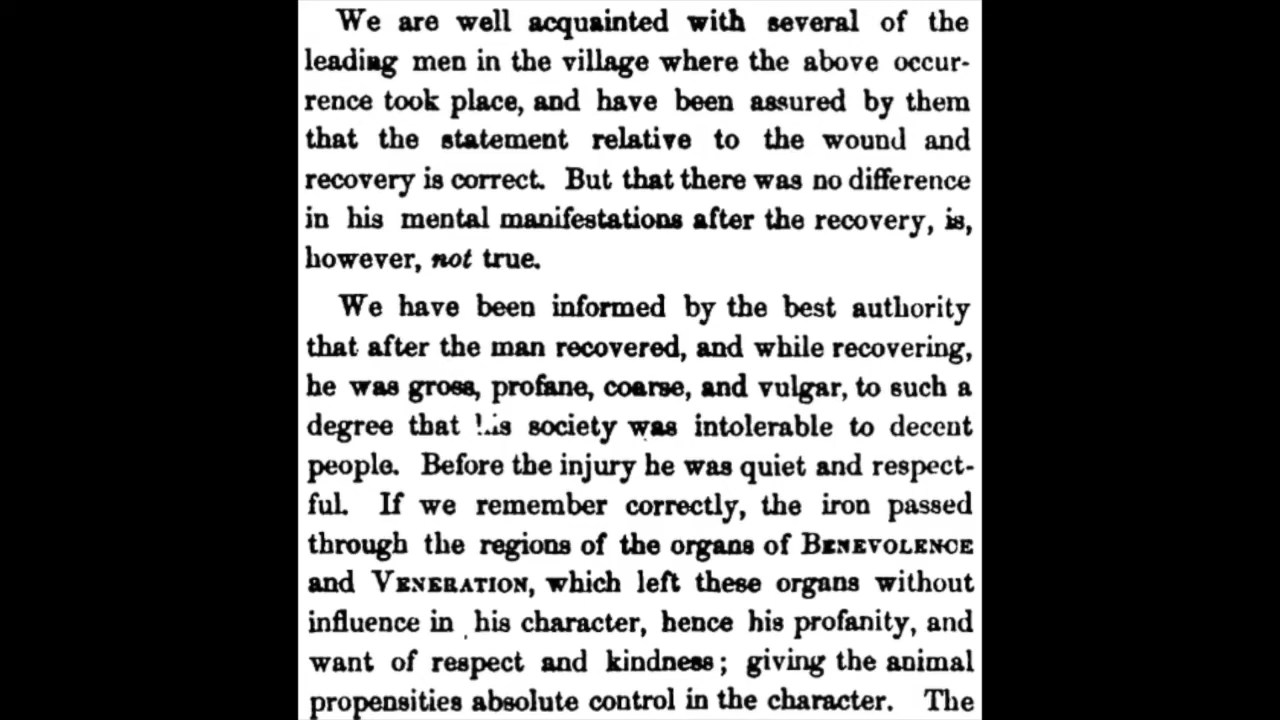 We are well acquainted with several of the
leading men in the village where the above occur-
rence took place, and have been assured by them
that the statement relative to the wound and
recovery is correct. But that there was no difference
in his mental manifestations after the recovery, is,
however, not true.
We have been informed by the best authority
that after the man recovered, and while recovering,
he was gross, profane, coarse, and vulgar, to such a
degree that his society was intolerable to decent
people. Before the injury he was quiet and respect-
ful. If we remember correctly, the iron passed
through the regions of the organs of BENEVOLENCE
and VENERATION, which left these organs without
influence in his character, hence his profanity, and
want of respect and kindness; giving the animal
propensities absolute control in the character. The